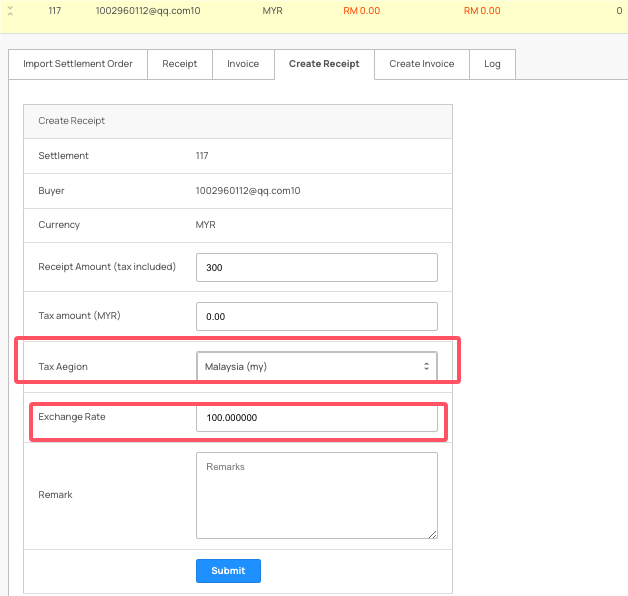 117 1002960112@qq.com10 MYR RM 0.00 RM 0.00 0
Import Settlement Order Receipt Invoice Create Receipt Create Invoice Log
Create Receipt
Settlement 117
Buyer 1002960112@qq.com10
Currency MYR
Receipt Amount (tax included) 300
Tax amount (MYR) 0.00
Tax Aegion Malaysia (my)
Exchange Rate 100.000000
Remark Remarks
Submit